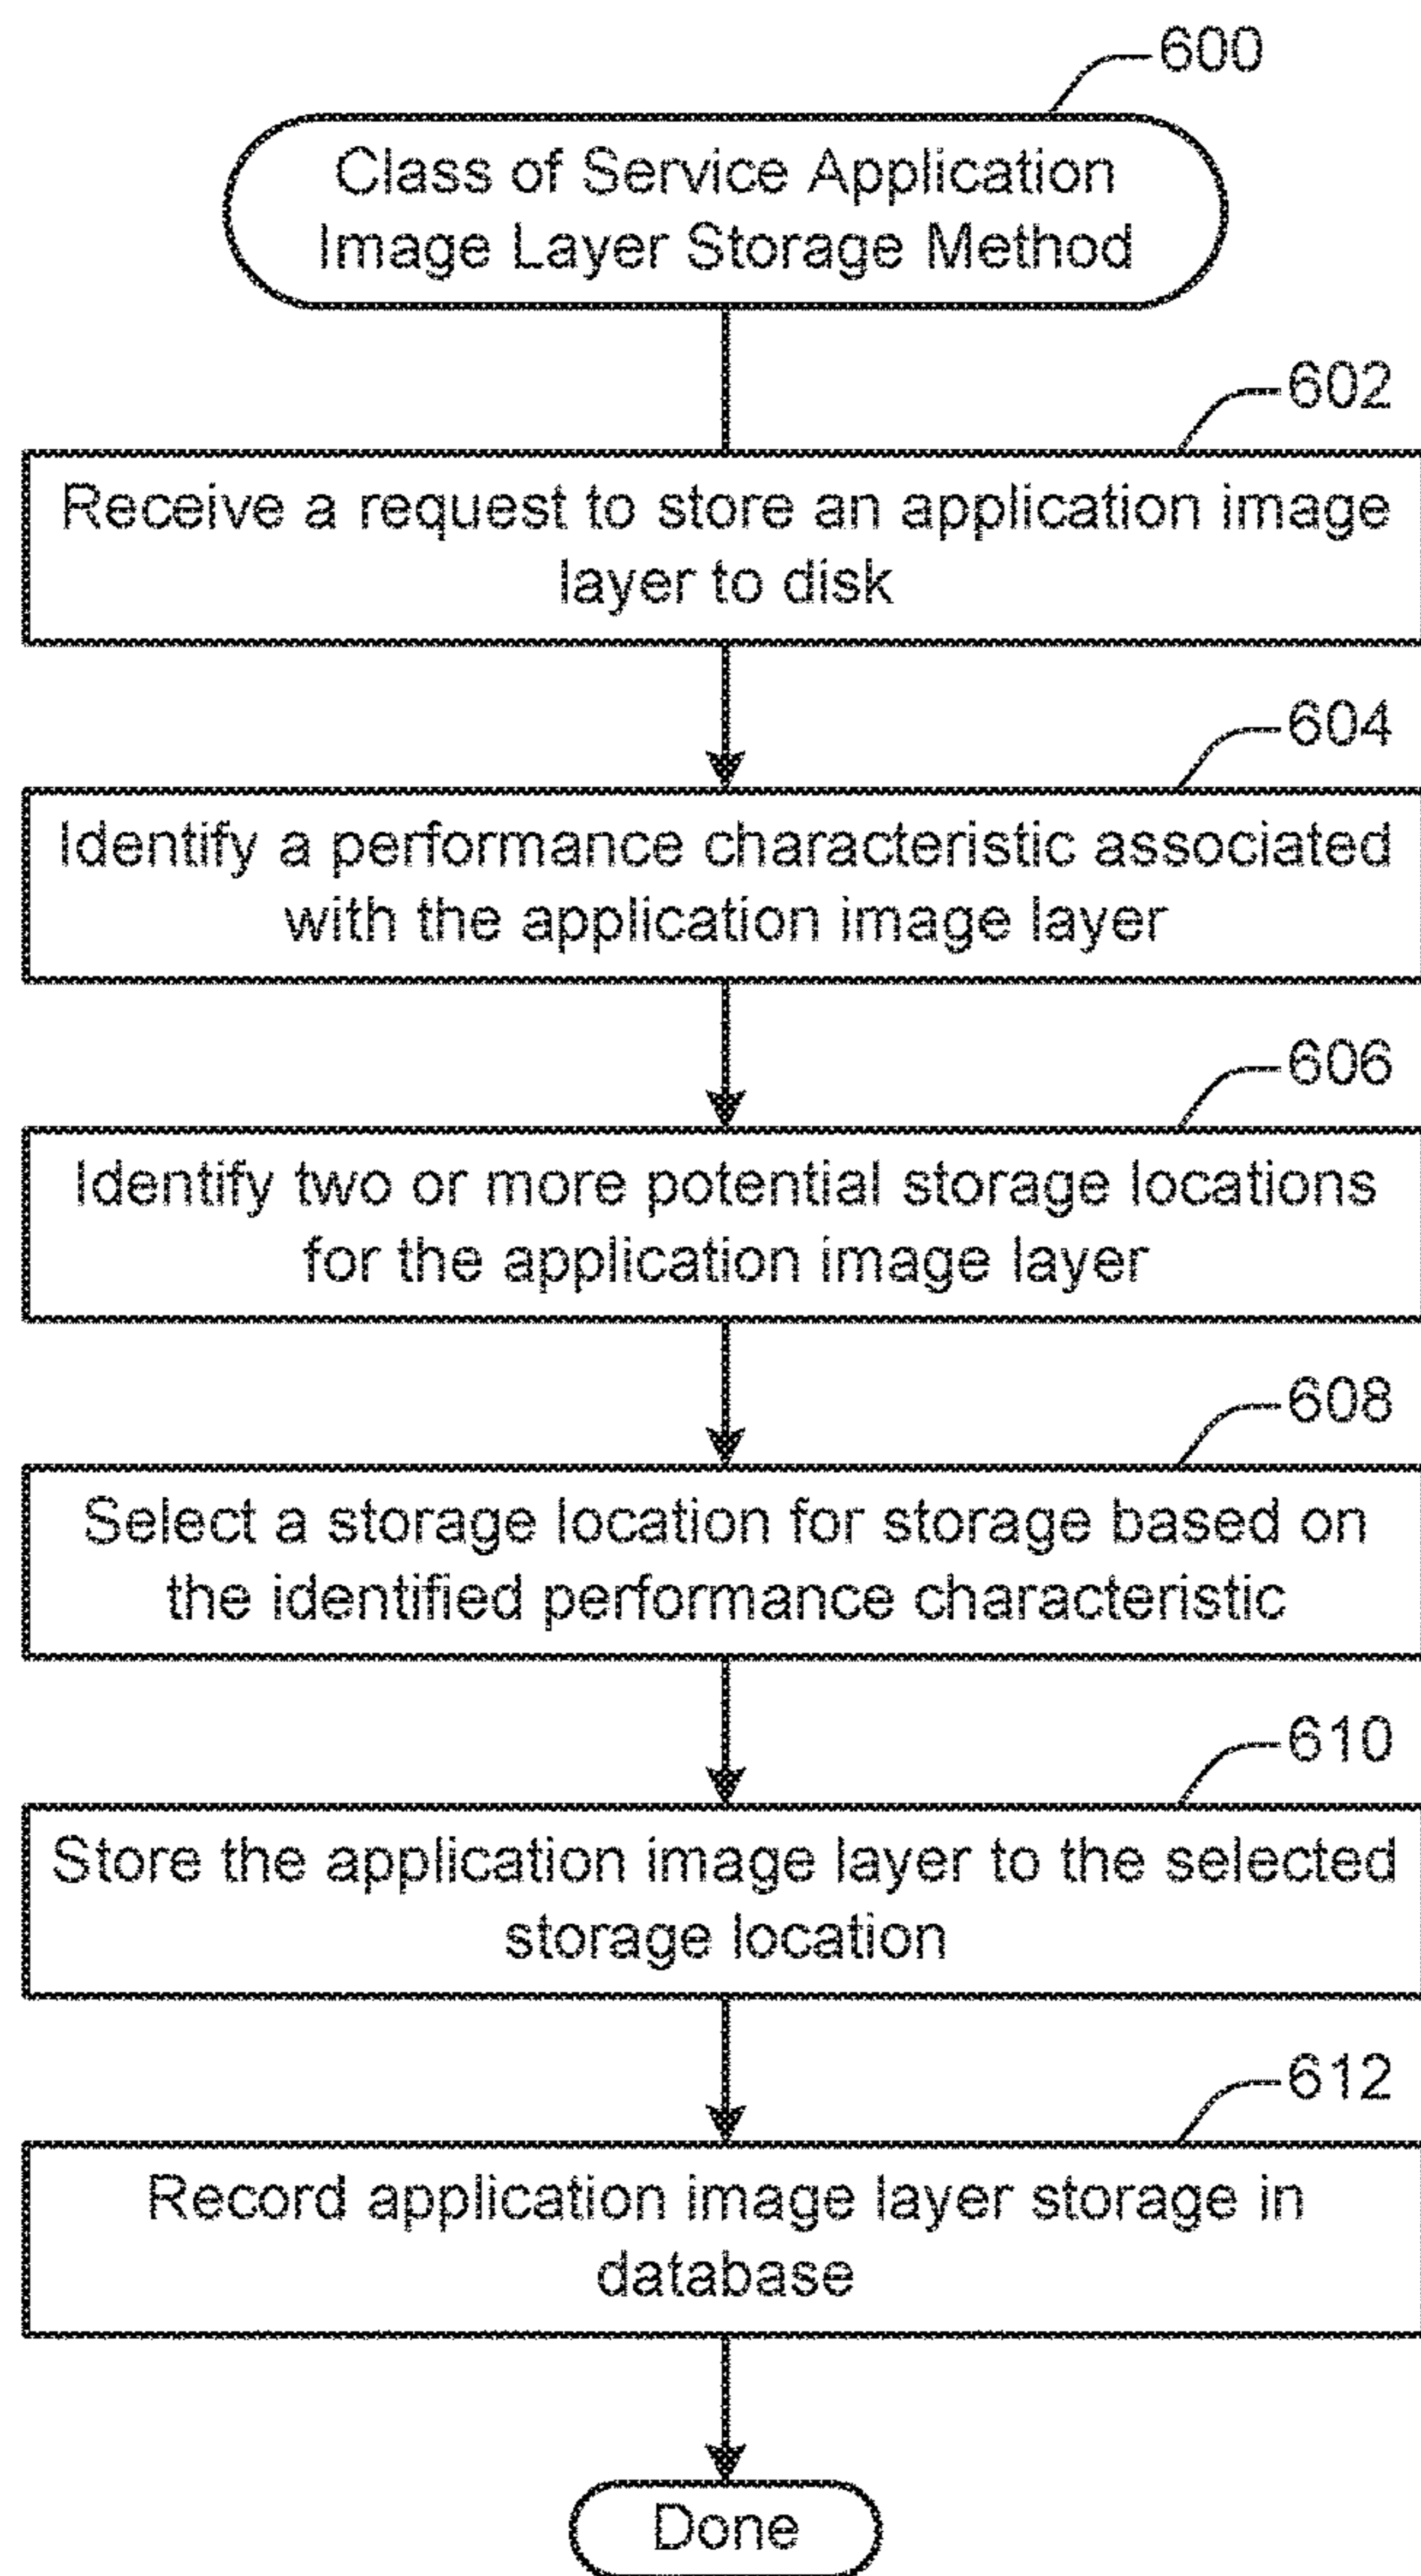 600
Class of Service Application
Image Layer Storage Method
602
Receive a request to store an application image
layer to disk
604
Identify a performance characteristic associated
with the application image layer
606
Identify two or more potential storage locations
for the application image layer
608
Select a storage location for storage based on
the identified performance characteristic
610
Store the application image layer to the selected
storage location
612
Record application image layer storage in
database
Done